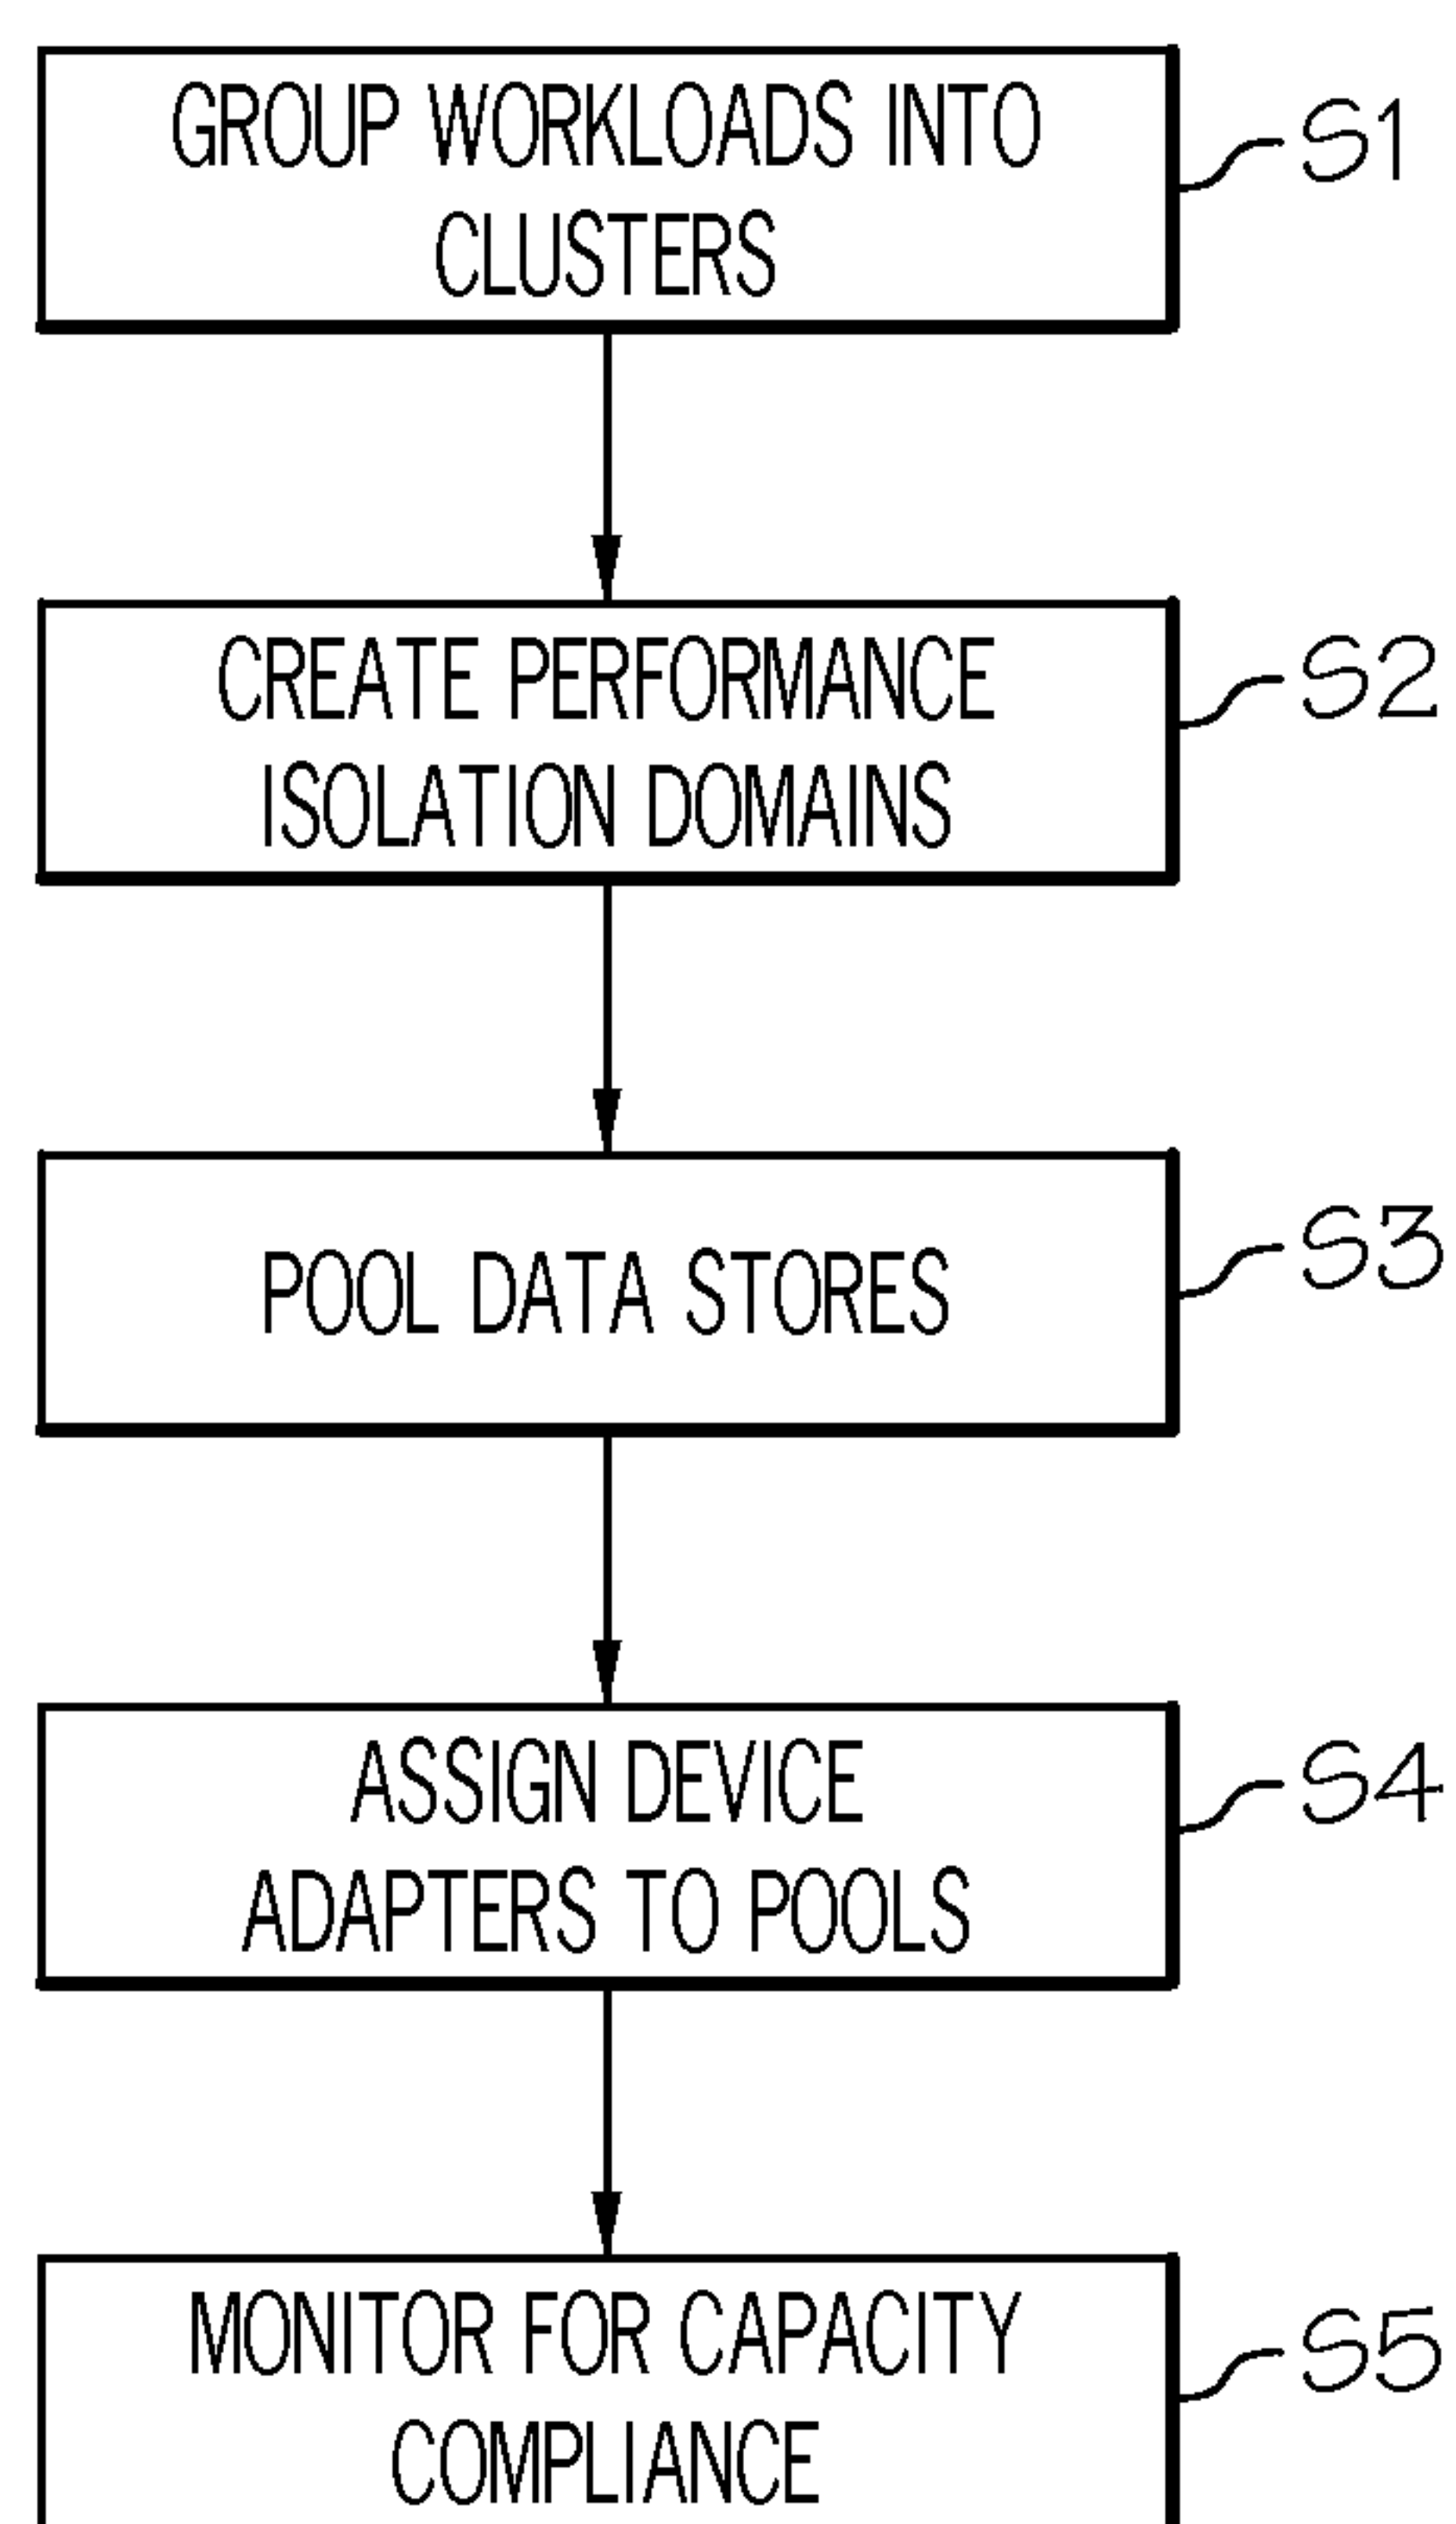 GROUP WORKLOADS INTO
CLUSTERS
S1
CREATE PERFORMANCE
ISOLATION DOMAINS
S2
POOL DATA STORES
S3
ASSIGN DEVICE
ADAPTERS TO POOLS
S4
MONITOR FOR CAPACITY
COMPLIANCE
S5